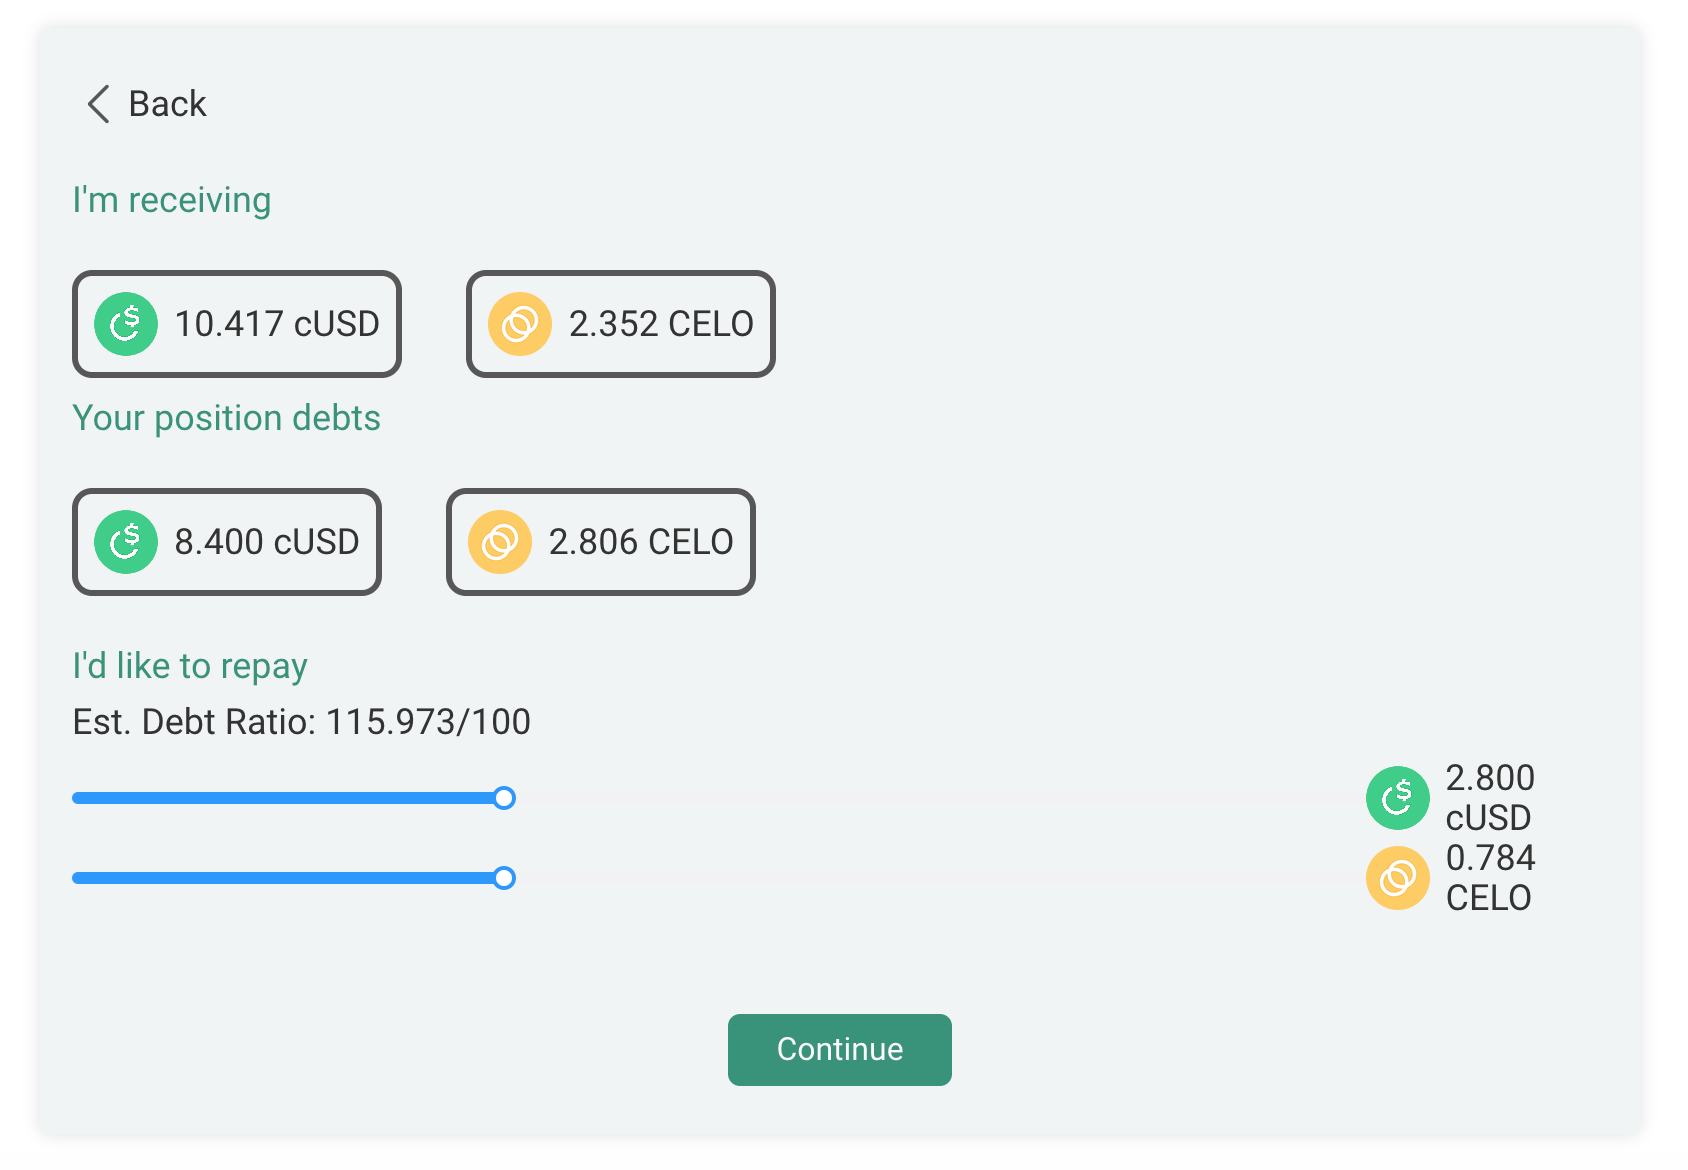 Back
I'm receiving
10.417 cUSD
2.352 CELO
Your position debts
8.400 cUSD
2.806 CELO
I'd like to repay
Est. Debt Ratio: 115.973/100
2.800
cUSD
0.784
CELO
Continue